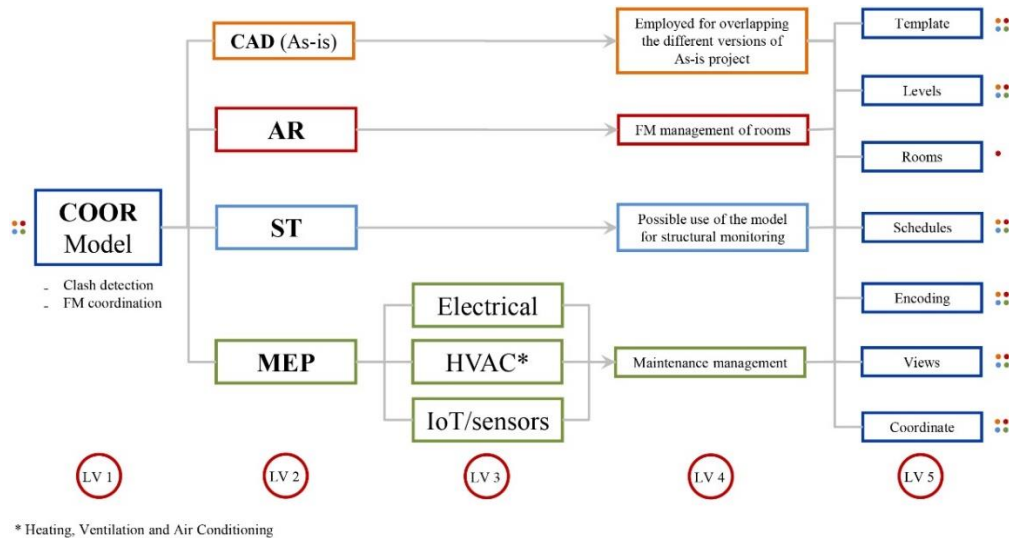 COOR
Model
- Clash detection
- FM coordination
CAD (As-is)
AR
ST
MEP
Electrical
HVAC*
IoT/sensors
Employed for overlapping
the different versions of
As-is project
FM management of rooms
Possible use of the model
for structural monitoring
Maintenance management
Template
Levels
Rooms
Schedules
Encoding
Views
Coordinate
LV 1
LV 2
LV 3
LV 4
LV 5
* Heating, Ventilation and Air Conditioning